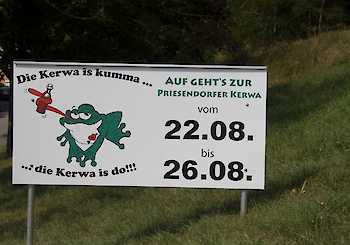 Die Kerwa is kumma ...
... die Kerwa is do!!!
AUF GEHT'S ZUR
PRIESENDORFER KERWA
vom
22.08.
bis
26.08.